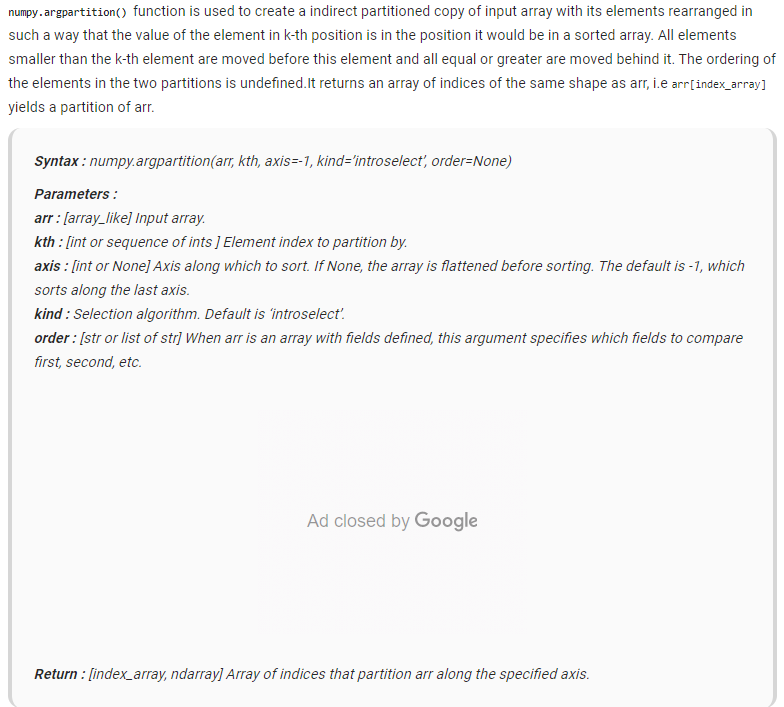 numpy.argpartition() function is used to create a indirect partitioned copy of input array with its elements rearranged in
such a way that the value of the element in k-th position is in the position it would be in a sorted array. All elements
smaller than the k-th element are moved before this element and all equal or greater are moved behind it. The ordering of
the elements in the two partitions is undefined.It returns an array of indices of the same shape as arr, i.e arr[index_array]
yields a partition of arr.
Syntax : numpy.argpartition(arr, kth, axis=-1, kind=’introselect’, order=None)
Parameters :
arr : [array_like] Input array.
kth : [int or sequence of ints ] Element index to partition by.
axis : [int or None] Axis along which to sort. If None, the array is flattened before sorting. The default is -1, which
sorts along the last axis.
kind : Selection algorithm. Default is ‘introselect’.
order : [str or list of str] When arr is an array with fields defined, this argument specifies which fields to compare
first, second, etc.
Ad closed by Google
Return : [index_array, ndarray] Array of indices that partition arr along the specified axis.